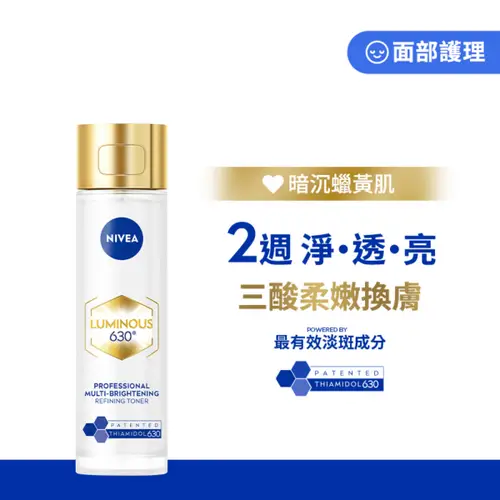 面部護理
暗沉蠟黃肌
2週 淨・透・亮
三酸柔嫩換膚
POWERED BY
最有效淡斑成分
PATENTED
THIAMIDOL630
NIVEA
LUMINOUS
630®
PROFESSIONAL
MULTI-BRIGHTENING
REFINING TONER
PATENTED
THIAMIDOL630